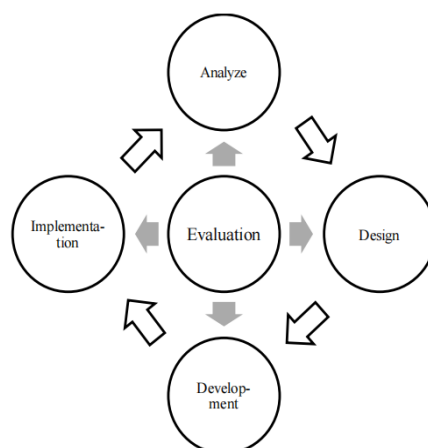 Analyze
Implementa-
tion
Evaluation
Design
Develop-
ment